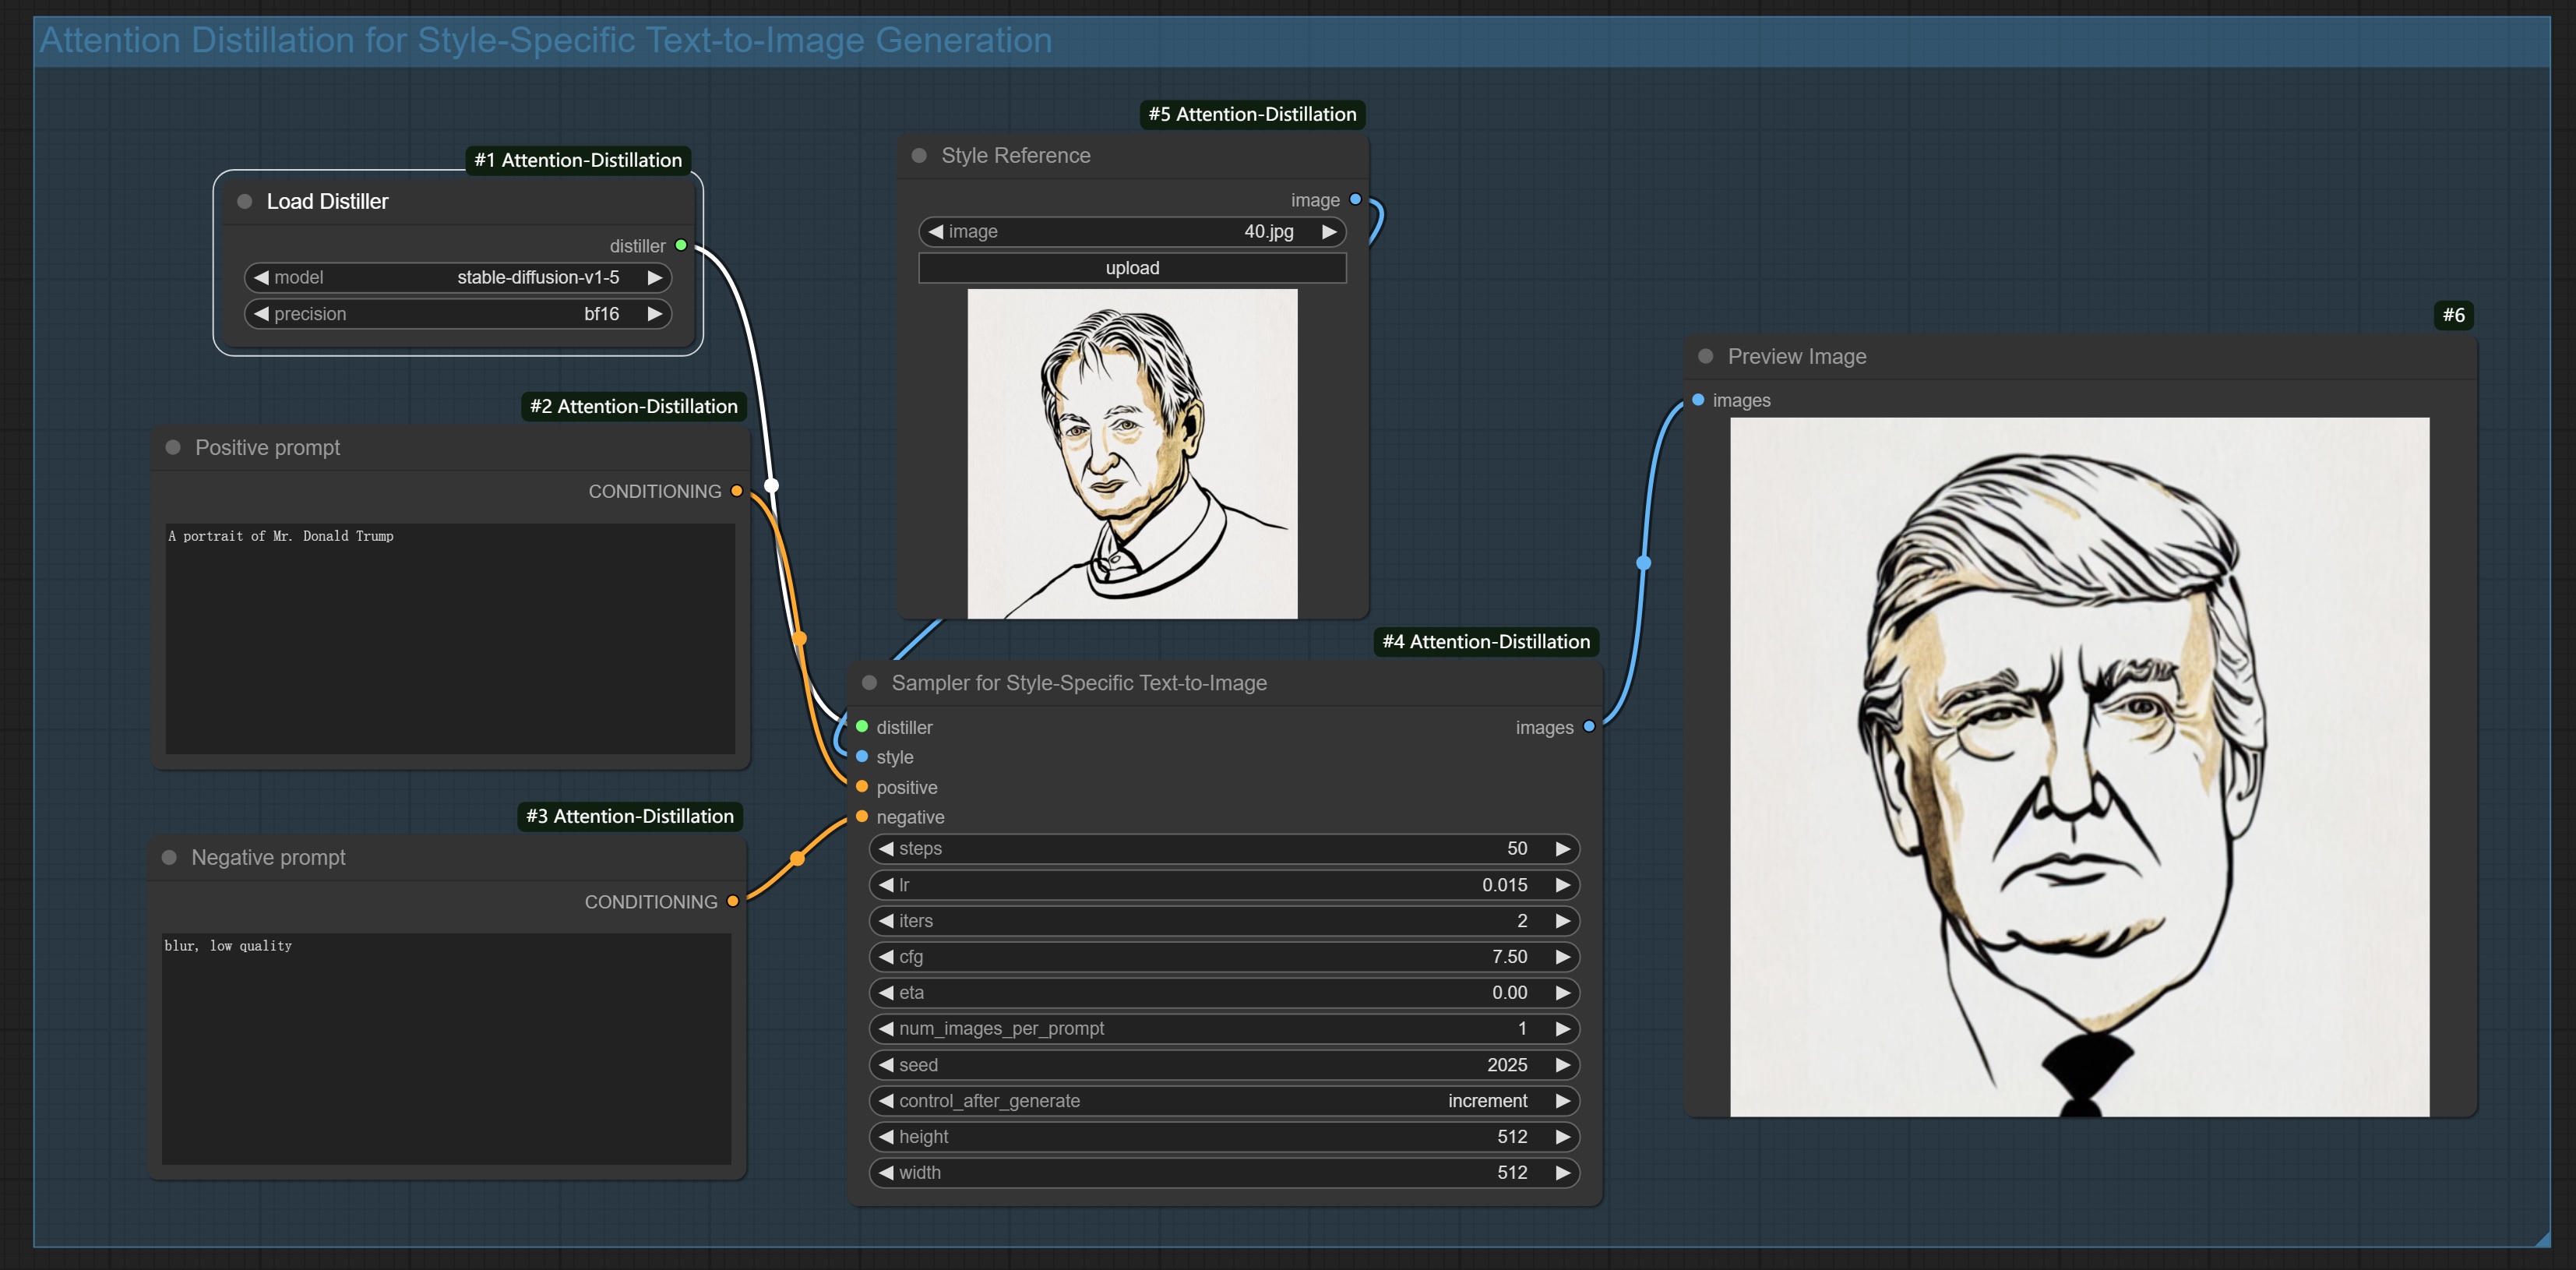 Attention Distillation for Style-Specific Text-to-Image Generation
#1 Attention-Distillation
Load Distiller
distiller
model stable-diffusion-v1-5
precision bf16
#2 Attention-Distillation
Positive prompt
CONDITIONING
A portrait of Mr. Donald Trump
#3 Attention-Distillation
Negative prompt
CONDITIONING
blur, low quality
#5 Attention-Distillation
Style Reference
image
image 40.jpg
upload
#4 Attention-Distillation
Sampler for Style-Specific Text-to-Image
distiller images
style
positive
negative
steps 50
lr 0.015
iters 2
cfg 7.50
eta 0.00
num_images_per_prompt 1
seed 2025
control_after_generate increment
height 512
width 512
#6
Preview Image
images